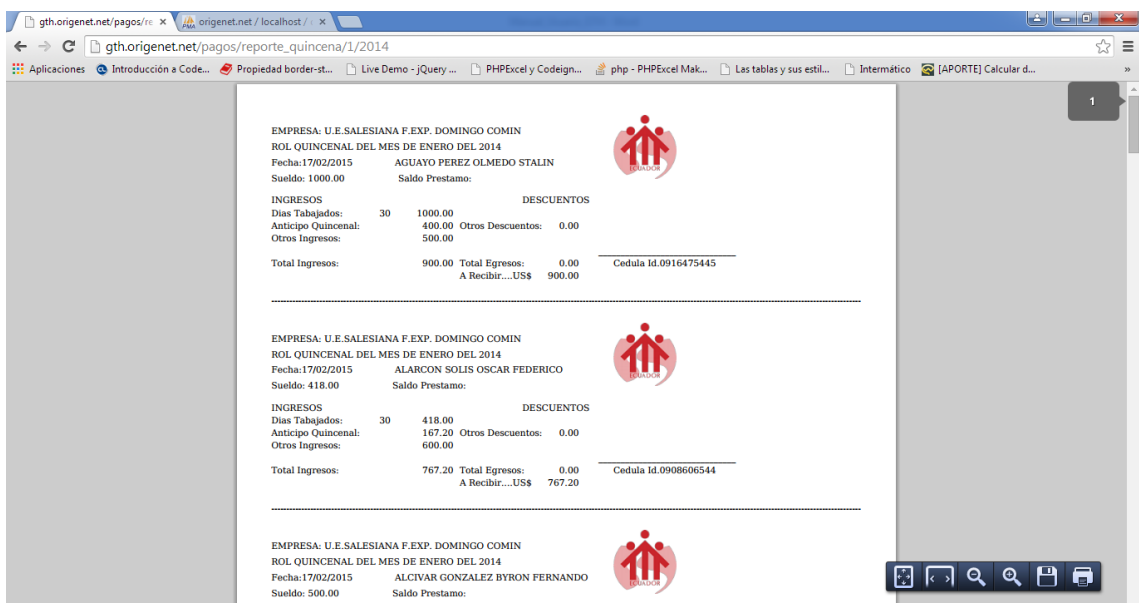 gth.origenet.net/pagos/re
PMA origenet.net / localhost /
gth.origenet.net/pagos/reporte_quincena/1/2014
Aplicaciones Introducción a Code... Propiedad border-st... Live Demo - jQuery ... PHPExcel y Codeign... php - PHPExcel Mak... Las tablas y sus estil... Intermático [APORTE] Calcular d... »
1
EMPRESA: U.E.SALESIANA F.EXP. DOMINGO COMIN
ROL QUINCENAL DEL MES DE ENERO DEL 2014
Fecha:17/02/2015 AGUAYO PEREZ OLMEDO STALIN
Sueldo: 1000.00 Saldo Prestamo:
ECUADOR
INGRESOS DESCUENTOS
Dias Tabajados: 30 1000.00
Anticipo Quincenal: 400.00 Otros Descuentos: 0.00
Otros Ingresos: 500.00
Total Ingresos: 900.00 Total Egresos: 0.00 Cedula Id.0916475445
A Recibir....US$ 900.00
EMPRESA: U.E.SALESIANA F.EXP. DOMINGO COMIN
ROL QUINCENAL DEL MES DE ENERO DEL 2014
Fecha:17/02/2015 ALARCON SOLIS OSCAR FEDERICO
Sueldo: 418.00 Saldo Prestamo:
ECUADOR
INGRESOS DESCUENTOS
Dias Tabajados: 30 418.00
Anticipo Quincenal: 167.20 Otros Descuentos: 0.00
Otros Ingresos: 600.00
Total Ingresos: 767.20 Total Egresos: 0.00 Cedula Id.0908606544
A Recibir....US$ 767.20
EMPRESA: U.E.SALESIANA F.EXP. DOMINGO COMIN
ROL QUINCENAL DEL MES DE ENERO DEL 2014
Fecha:17/02/2015 ALCIVAR GONZALEZ BYRON FERNANDO
Sueldo: 500.00 Saldo Prestamo:
ECUADOR